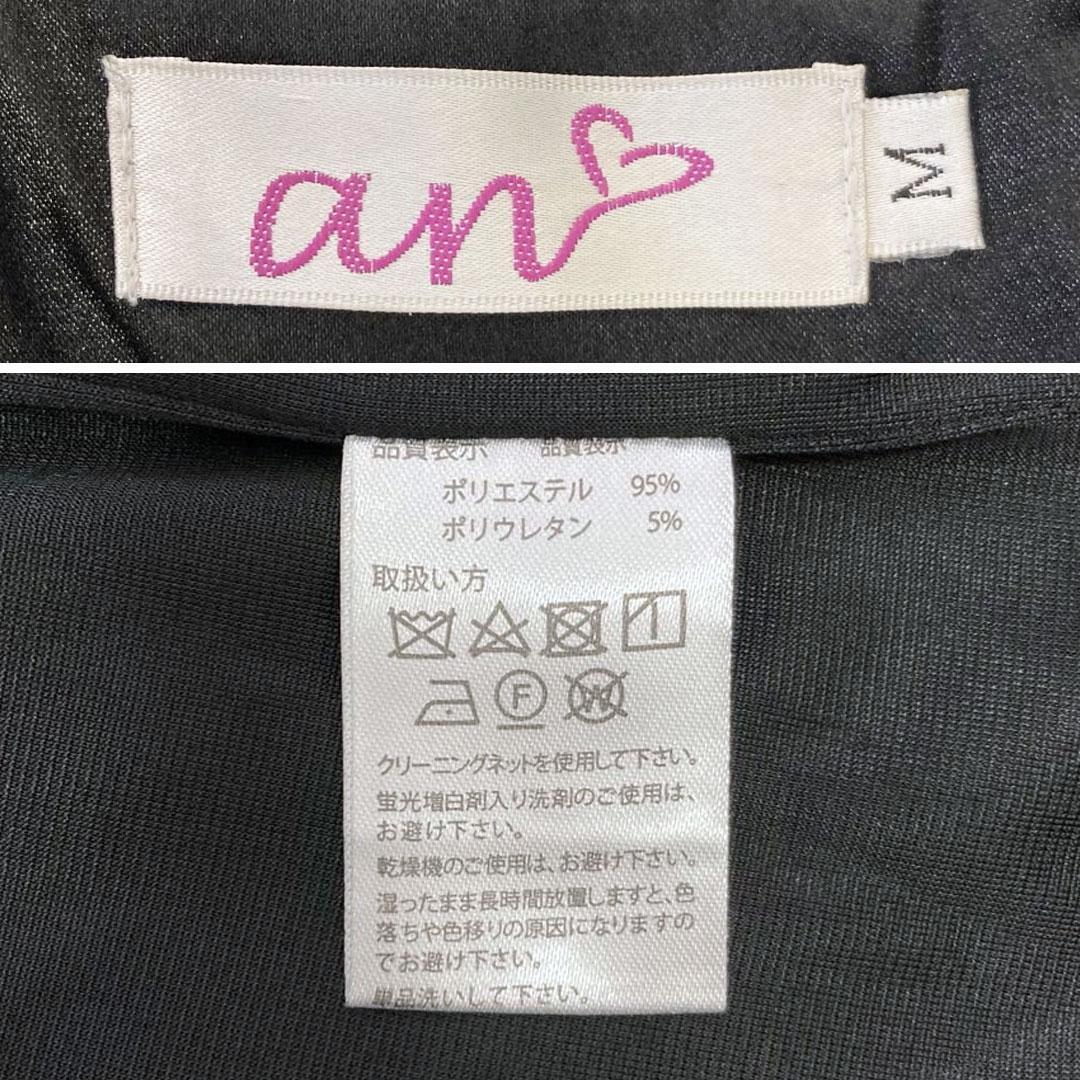 an
M
品質表示 品質表示
ポリエステル 95%
ポリウレタン 5%
取扱い方
F
W
クリーニングネットを使用して下さい。
蛍光増白剤入り洗剤のご使用は、
お避け下さい。
乾燥機のご使用は、お避け下さい。
湿ったまま長時間放置しますと、色
落ちや色移りの原因になりますの
でお避け下さい。
単品洗いして下さい。